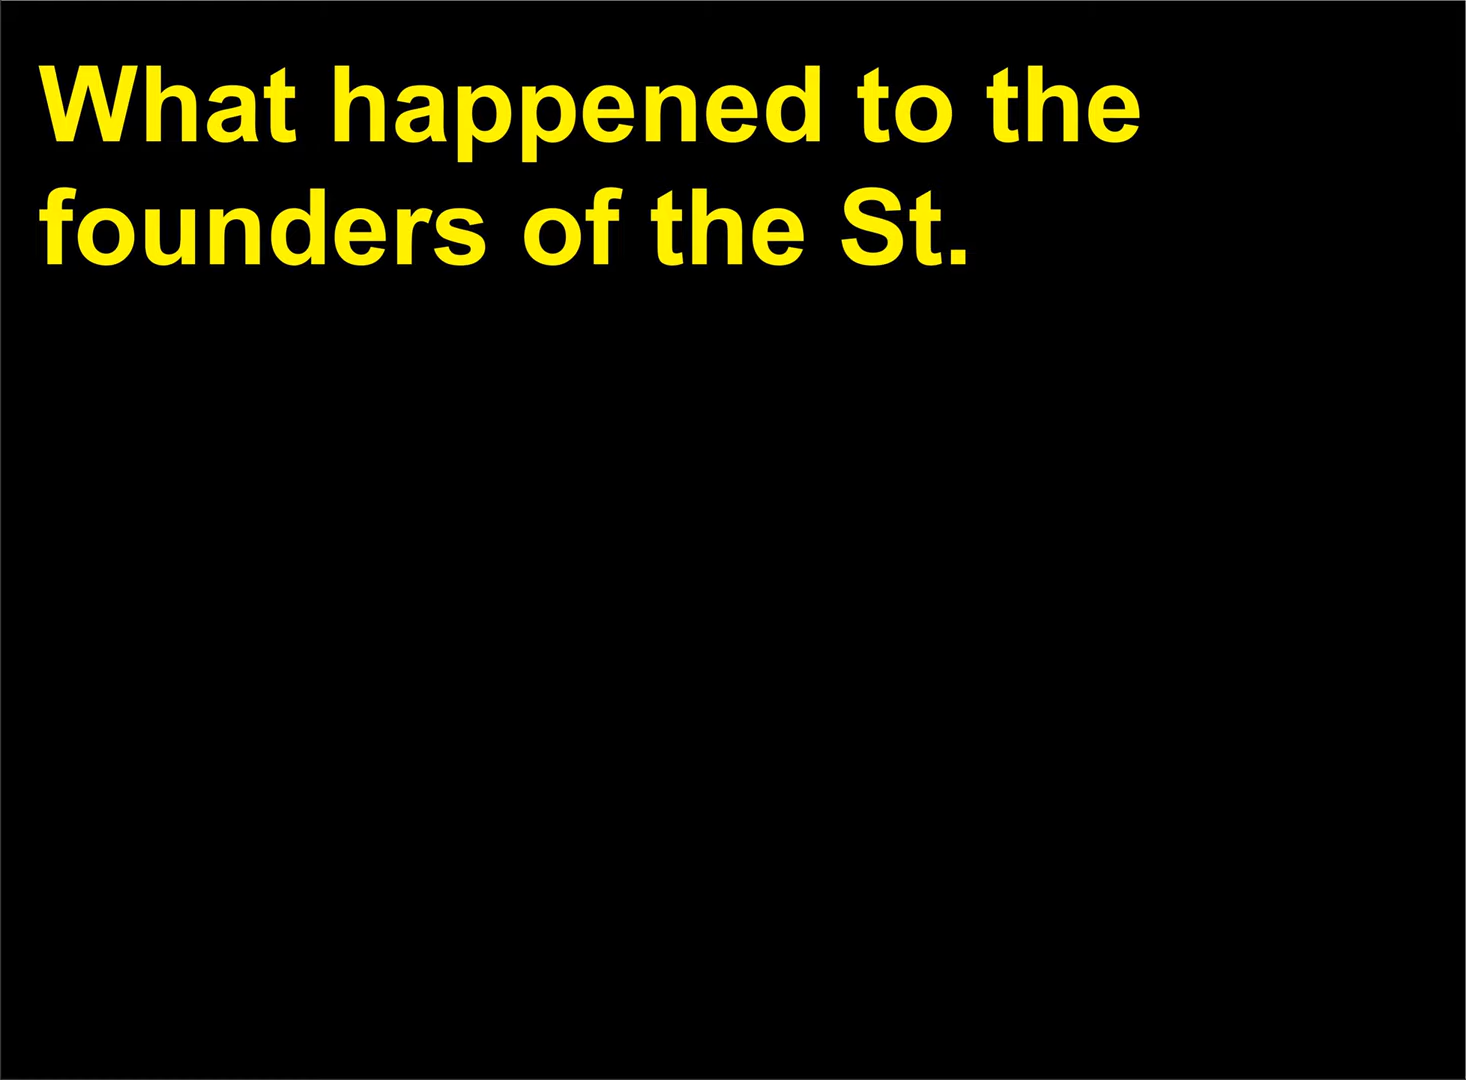 What happened to the
founders of the St.